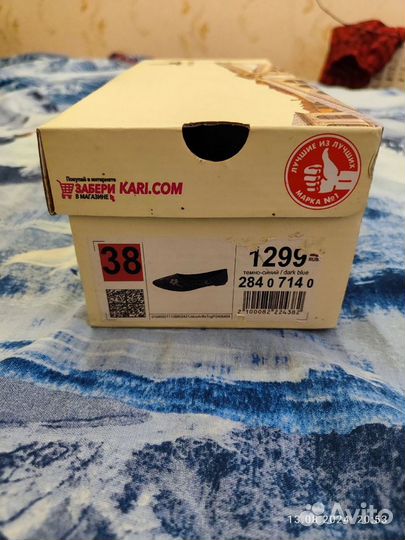 Покупай в интернете
ЗАБЕРИ
В МАГАЗИНЕ
KARI.COM
ЛУЧШИЕ ИЗ ЛУЧШИХ
МАРКА №1
38
1299 RUB
темно-синий / dark blue
284 0 714 0
2 100082 224382
13.08.2024 20:53
Avito